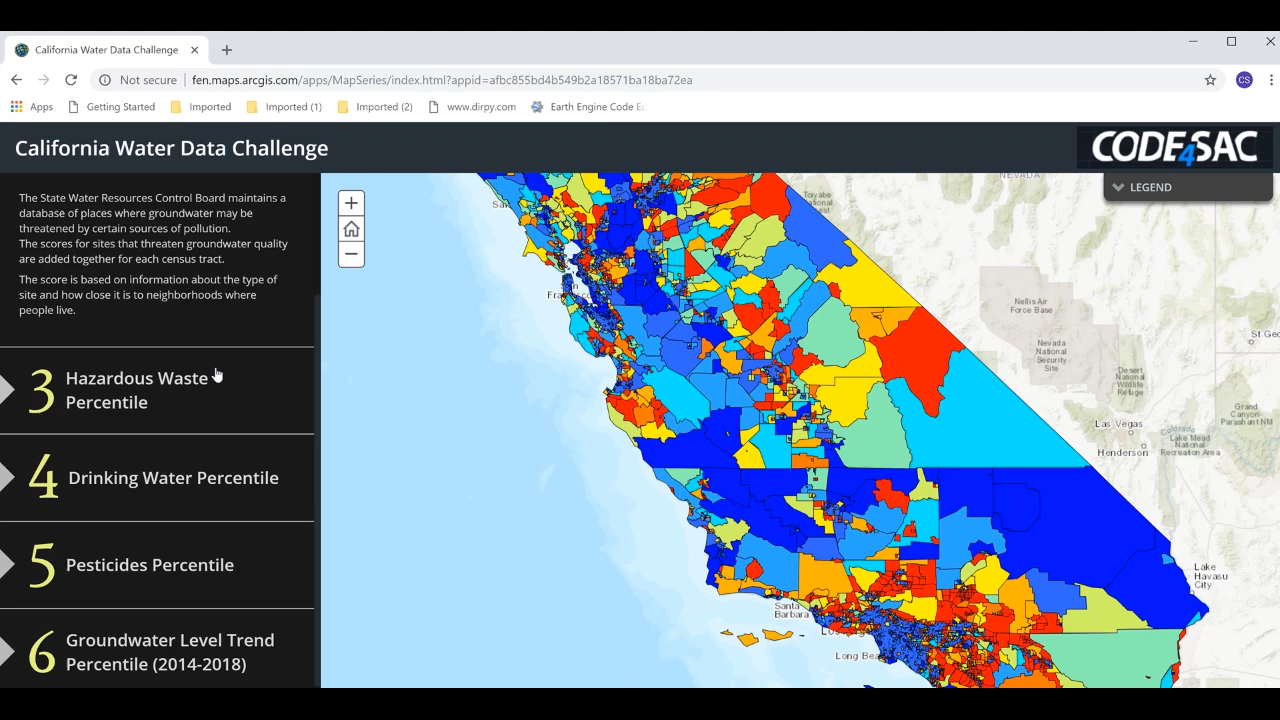 California Water Data Challenge
Not secure
fen.maps.arcgis.com/apps/MapSeries/index.html?appid=afbc855bd4b549b2a18571ba18ba72ea
CS
Apps
Getting Started
Imported
Imported (1)
Imported (2)
www.dirpy.com
Earth Engine Code
California Water Data Challenge
CODE4SAC
The State Water Resources Control Board maintains a
database of places where groundwater may be
threatened by certain sources of pollution.
The scores for sites that threaten groundwater quality
are added together for each census tract.
The score is based on information about the type of
site and how close it is to neighborhoods where
people live.
3
Hazardous Waste
Percentile
4
Drinking Water Percentile
5
Pesticides Percentile
6
Groundwater Level Trend
Percentile (2014-2018)
LEGEND
NEVADA
Toiyabe
National
Nellis Air
Force Base
Nevada
National
Security
Site
Desert
National
Wildlife
Refuge
Las Vegas
Henderson
Colorado
Lake Mead
National
Recreation Area
Grand
Canyon-
Parashant NM
Lake
Havasu
City
Santa
Barbara